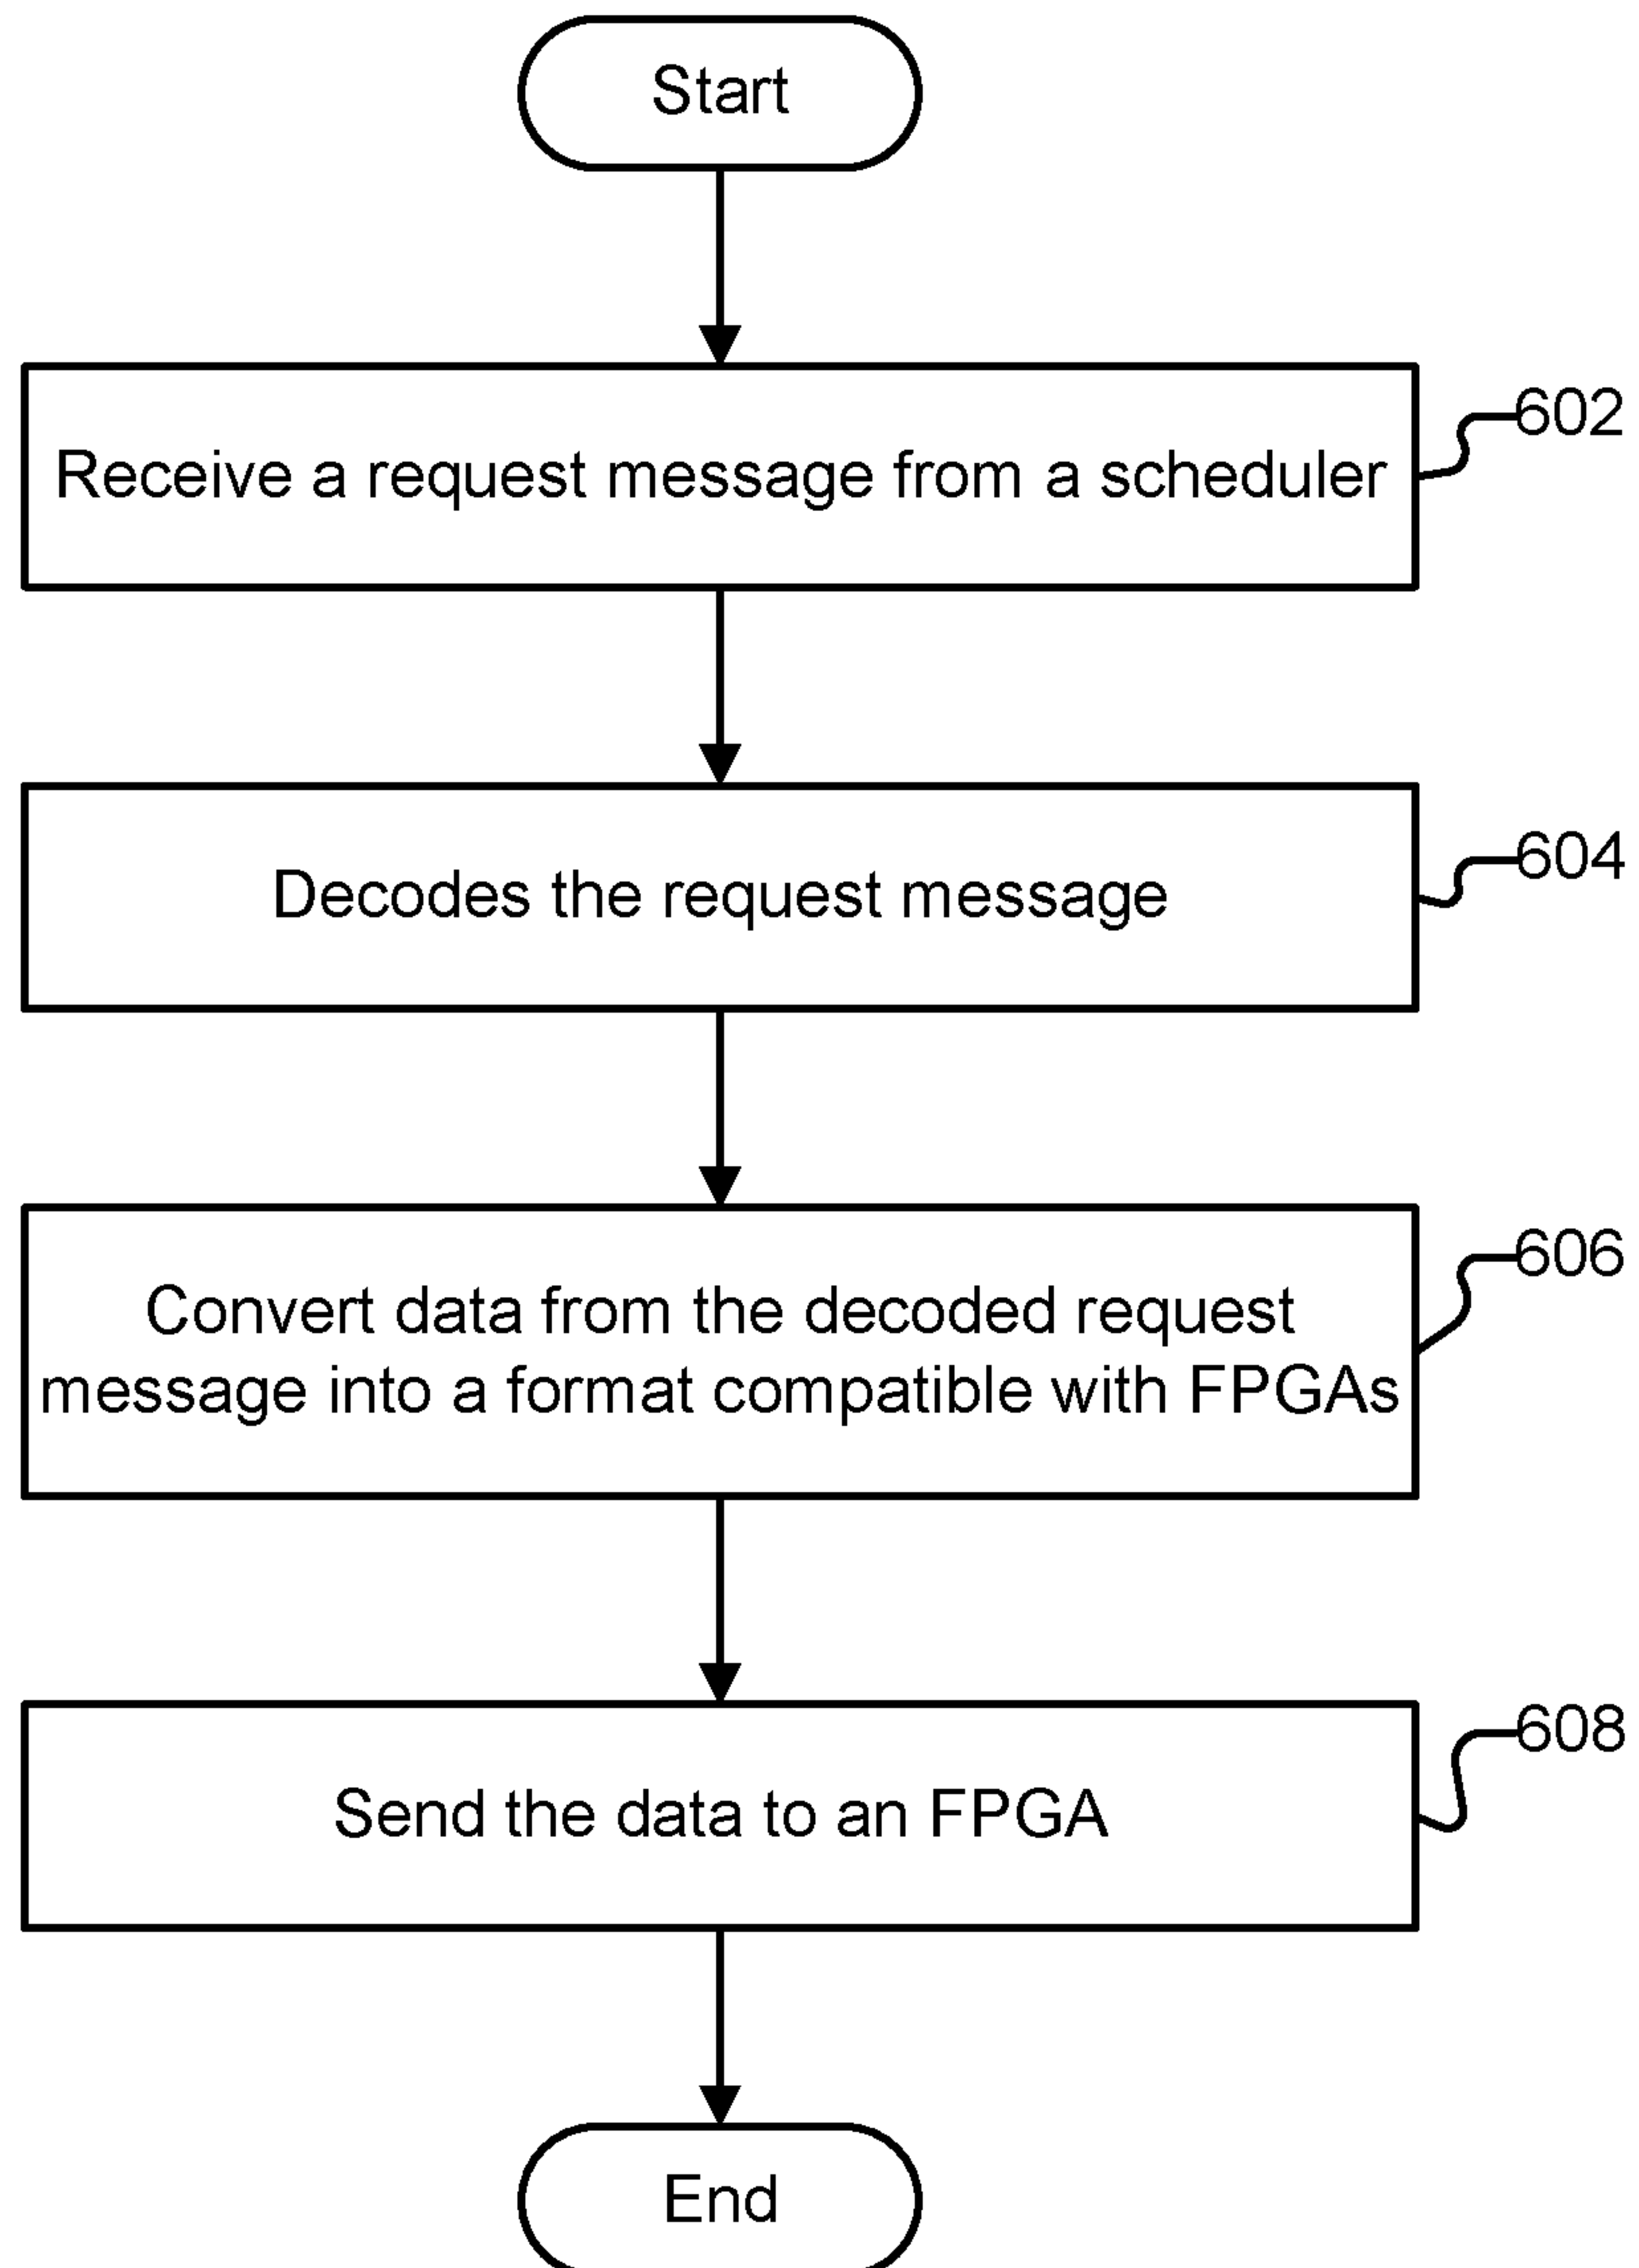 Start
Receive a request message from a scheduler
602
Decodes the request message
604
Convert data from the decoded request
message into a format compatible with FPGAs
606
Send the data to an FPGA
608
End